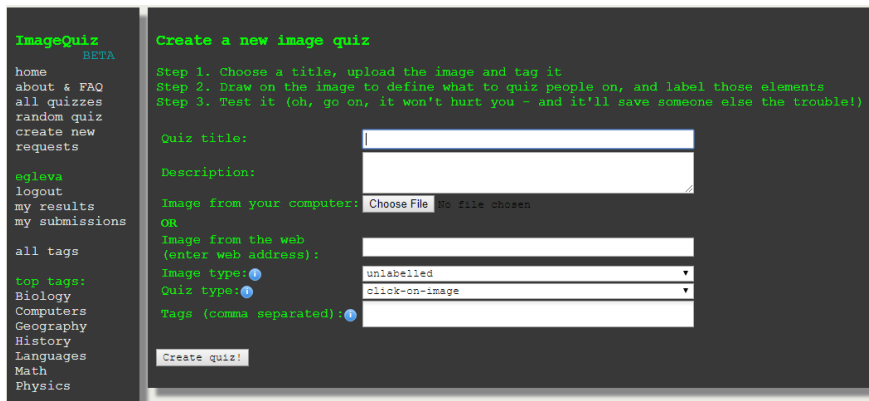 ImageQuiz
BETA
home
about & FAQ
all quizzes
random quiz
create new
requests
egleva
logout
my results
my submissions
all tags
top tags:
Biology
Computers
Geography
History
Languages
Math
Physics
Create a new image quiz
Step 1. Choose a title, upload the image and tag it
Step 2. Draw on the image to define what to quiz people on, and label those elements
Step 3. Test it (oh, go on, it won't hurt you - and it'll save someone else the trouble!)
Quiz title:
Description:
Image from your computer: Choose File No file chosen
OR
Image from the web
(enter web address):
Image type: i unlabelled
Quiz type: i click-on-image
Tags (comma separated): i
Create quiz!